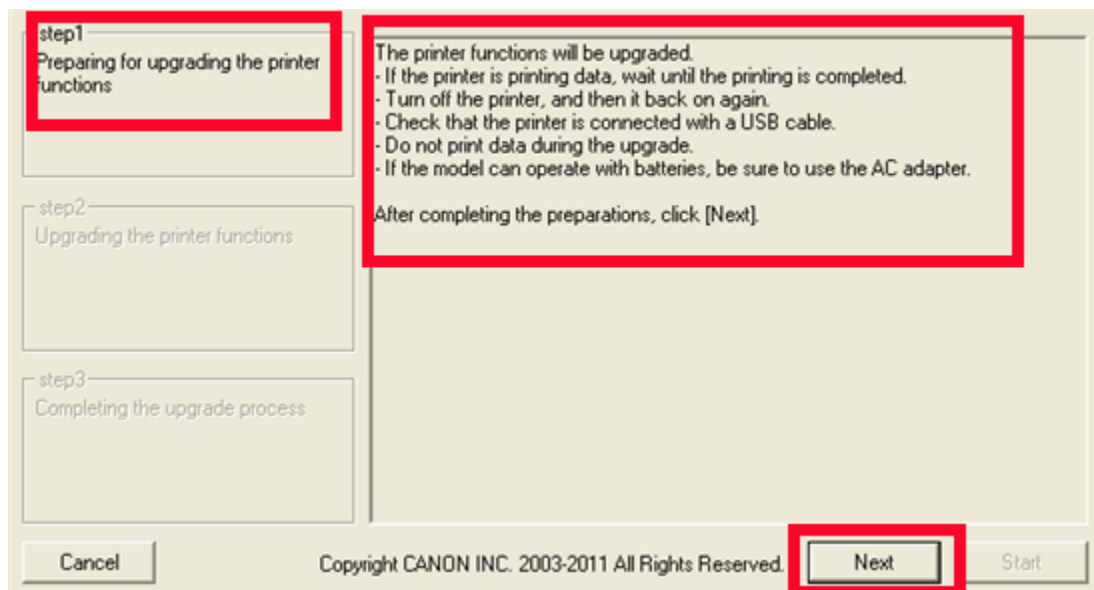 step1
Preparing for upgrading the printer
functions
The printer functions will be upgraded.
- If the printer is printing data, wait until the printing is completed.
- Turn off the printer, and then it back on again.
- Check that the printer is connected with a USB cable.
- Do not print data during the upgrade.
- If the model can operate with batteries, be sure to use the AC adapter.
After completing the preparations, click [Next].
step2
Upgrading the printer functions
step3
Completing the upgrade process
Cancel
Copyright CANON INC. 2003-2011 All Rights Reserved.
Next
Start